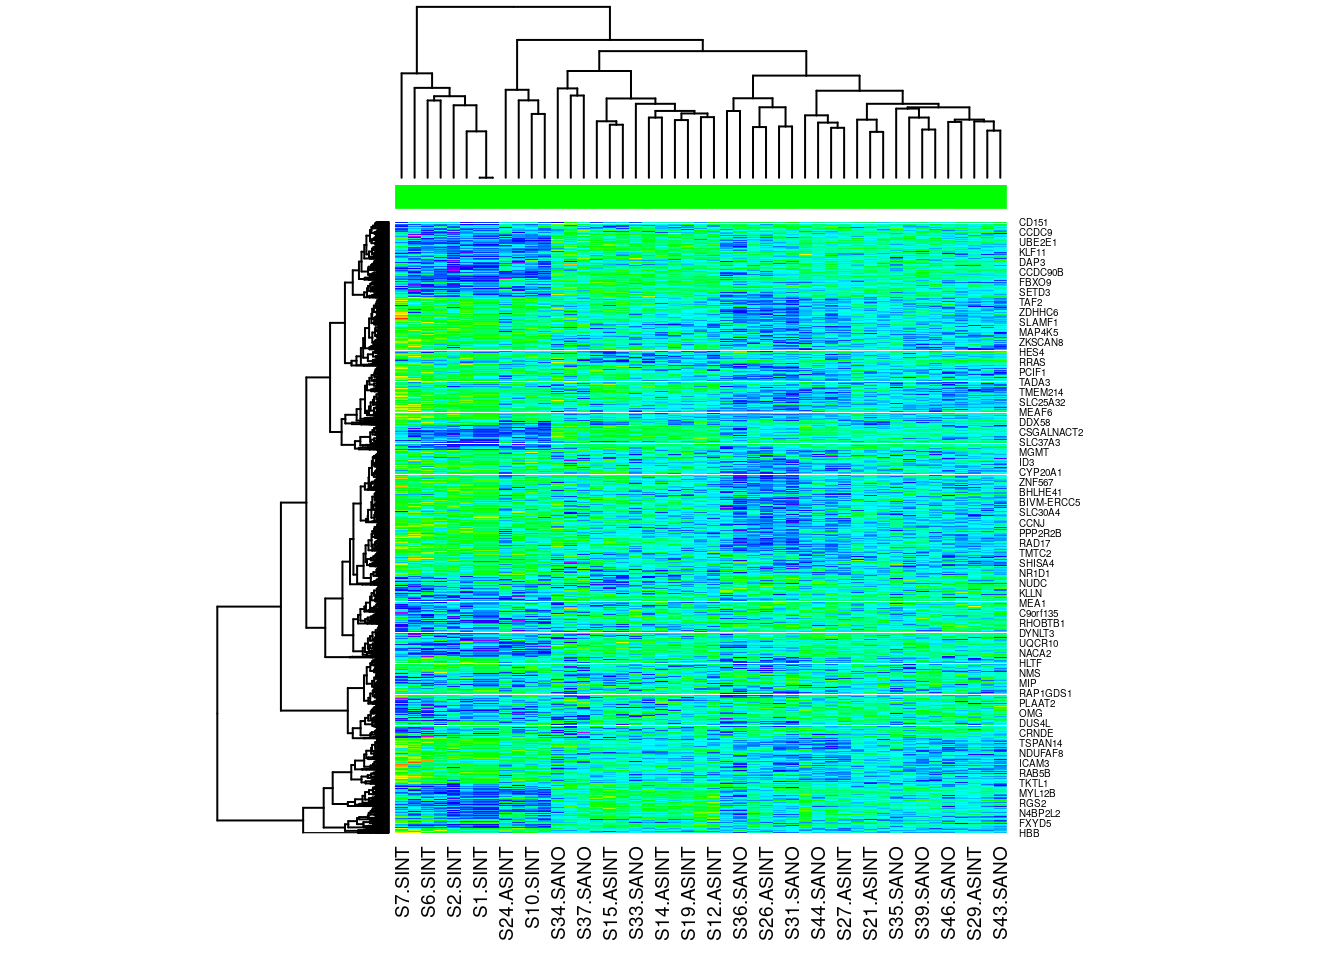 CD151
CCDC9
UBE2E1
KLF11
DAP3
CCDC90B
FBXO9
SETD3
TAF2
ZDHHC6
SLAMF1
MAP4K5
ZKSCAN8
HES4
RRAS
PCIF1
TADA3
TMEM214
SLC25A32
MEAF6
DDX58
CSGALNACT2
SLC37A3
MGMT
ID3
CYP20A1
ZNF567
BHLHE41
BIVM-ERCC5
SLC30A4
CCNJ
PPP2R2B
RAD17
TMTC2
SHISA4
NR1D1
NUDC
KLLN
MEA1
C9orf135
RHOBTB1
DYNLT3
UQCR10
NACA2
HLTF
NMS
MIP
RAP1GDS1
PLAAT2
OMG
DUS4L
CRNDE
TSPAN14
NDUFAF8
ICAM3
RAB5B
TKTL1
MYL12B
RGS2
N4BP2L2
FXYD5
HBB
S7.SINT
S6.SINT
S2.SINT
S1.SINT
S24.ASINT
S10.SINT
S34.SANO
S37.SANO
S15.ASINT
S33.SANO
S14.ASINT
S19.ASINT
S12.ASINT
S36.SANO
S26.ASINT
S31.SANO
S44.SANO
S27.ASINT
S21.ASINT
S35.SANO
S39.SANO
S46.SANO
S29.ASINT
S43.SANO